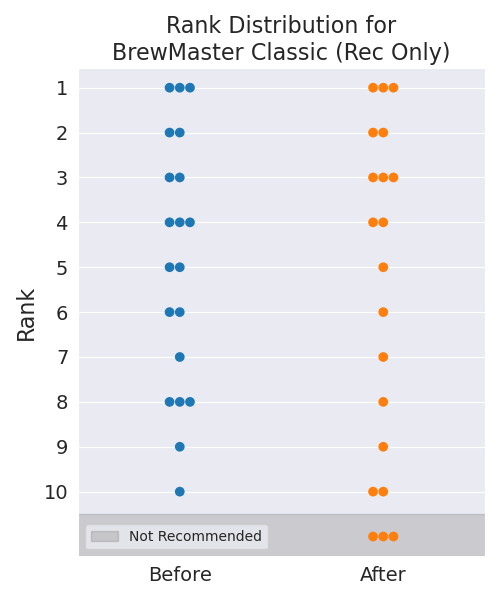 Rank Distribution for
BrewMaster Classic (Rec Only)
Rank
1
2
3
4
5
6
7
8
9
10
Not Recommended
Before
After